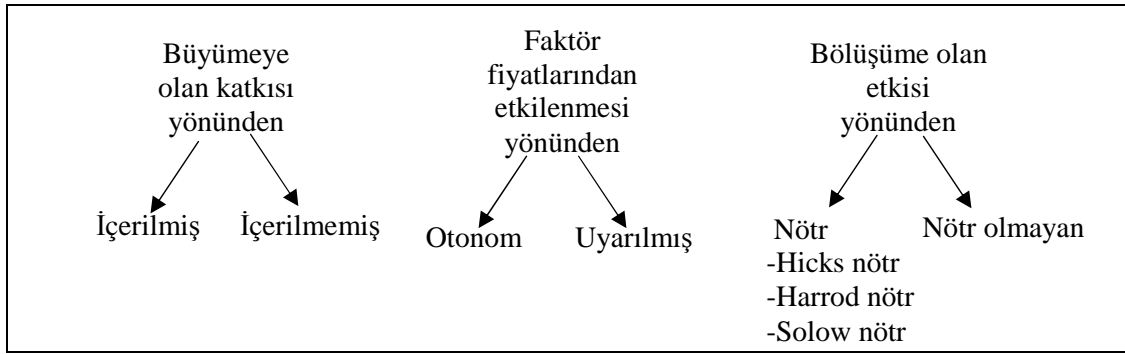 Büyümeye
olan katkısı
yönünden
İçerilmiş
İçerilmemiş
Faktör
fiyatlarından
etkilenmesi
yönünden
Otonom
Uyarılmış
Bölüşüme olan
etkisi
yönünden
Nötr
-Hicks nötr
-Harrod nötr
-Solow nötr
Nötr olmayan